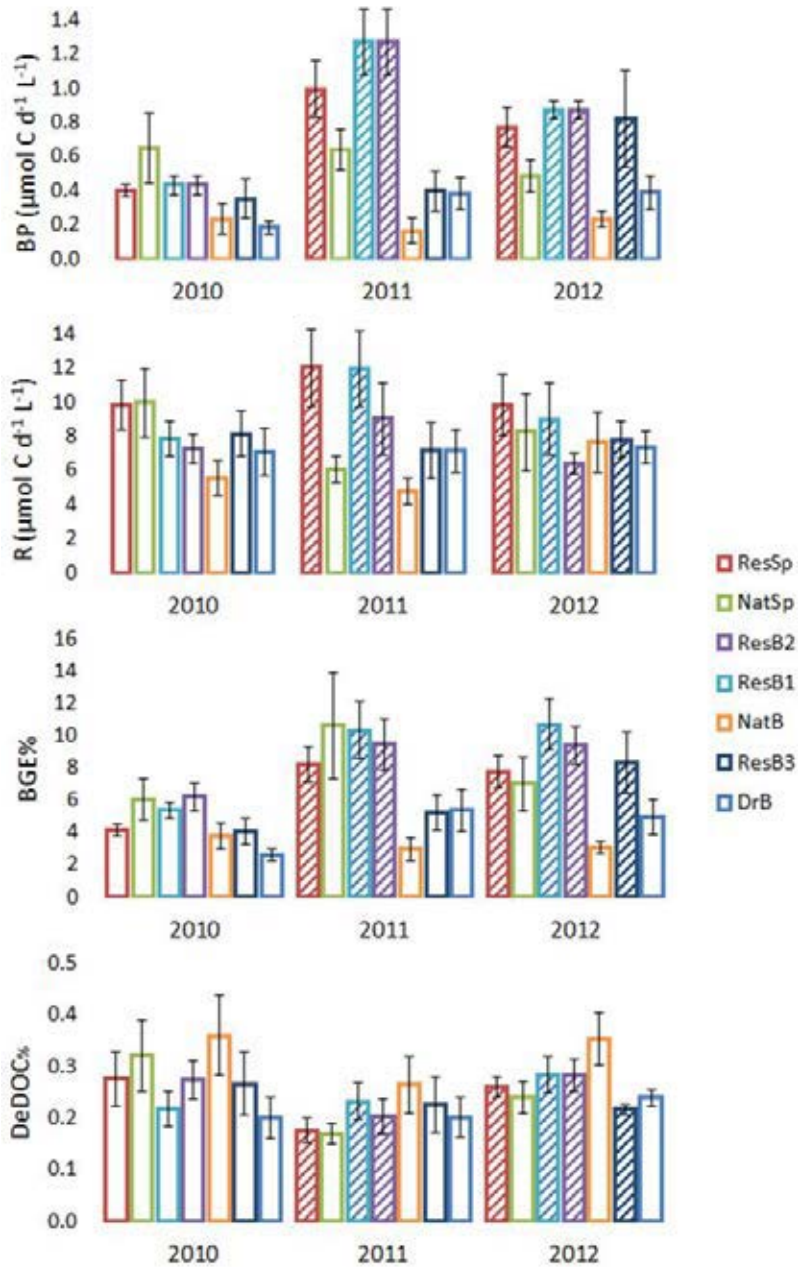 BP (µmol C d⁻¹ L⁻¹)
1.4
1.2
1.0
0.8
0.6
0.4
0.2
0.0
2010 2011 2012
R (µmol C d⁻¹ L⁻¹)
14
12
10
8
6
4
2
0
2010 2011 2012
BGE%
16
14
12
10
8
6
4
2
0
2010 2011 2012
DeDOC%
0.5
0.4
0.3
0.2
0.1
0.0
2010 2011 2012
ResSp
NatSp
ResB2
ResB1
NatB
ResB3
DrB